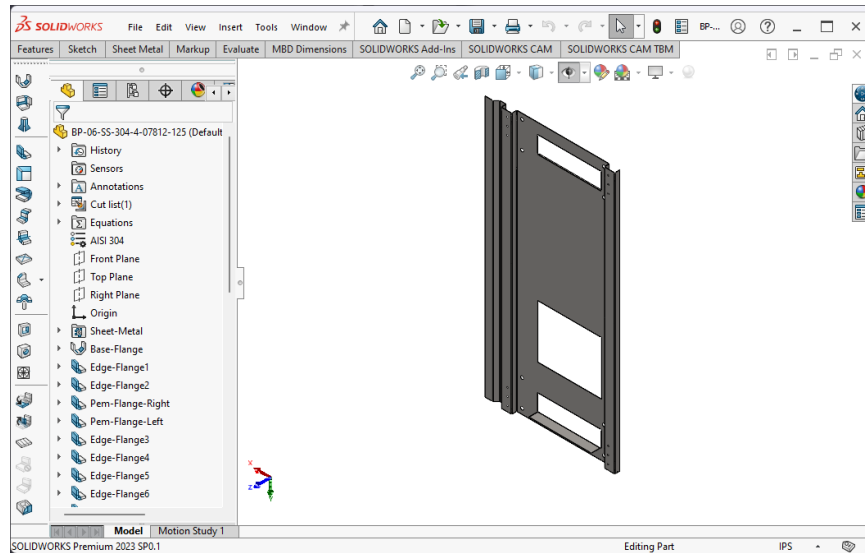 SOLIDWORKS File Edit View Insert Tools Window BP-...
Features Sketch Sheet Metal Markup Evaluate MBD Dimensions SOLIDWORKS Add-Ins SOLIDWORKS CAM SOLIDWORKS CAM TBM
BP-06-SS-304-4-07812-125 (Default
History
Sensors
Annotations
Cut list(1)
Equations
AISI 304
Front Plane
Top Plane
Right Plane
Origin
Sheet-Metal
Base-Flange
Edge-Flange1
Edge-Flange2
Pem-Flange-Right
Pem-Flange-Left
Edge-Flange3
Edge-Flange4
Edge-Flange5
Edge-Flange6
X
Z
Model Motion Study 1
SOLIDWORKS Premium 2023 SP0.1 Editing Part IPS